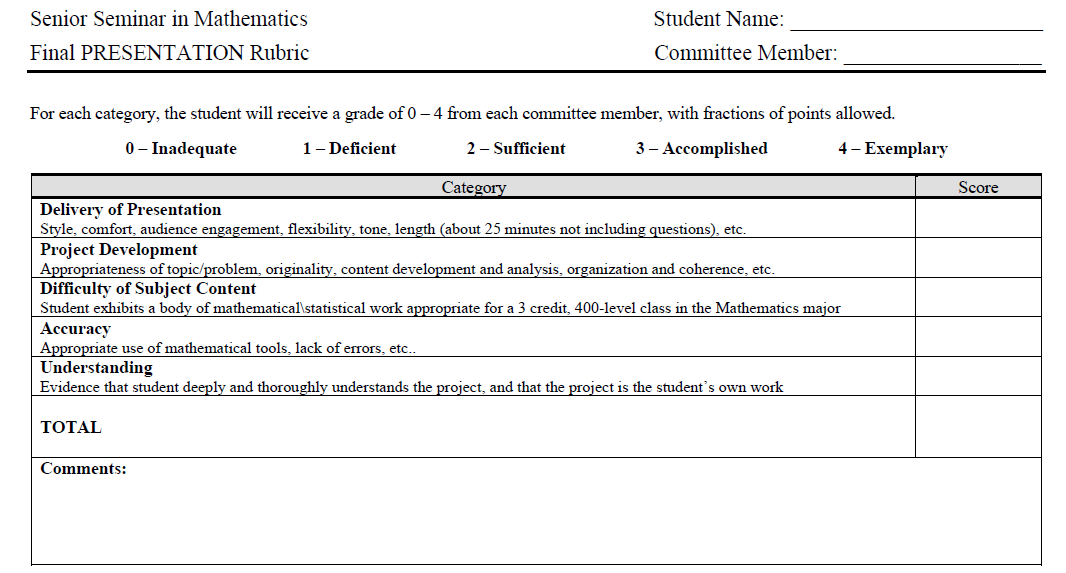 Senior Seminar in Mathematics
Student Name: _______________________
Final PRESENTATION Rubric
Committee Member: __________________
For each category, the student will receive a grade of 0 – 4 from each committee member, with fractions of points allowed.
0 – Inadequate 1 – Deficient 2 – Sufficient 3 – Accomplished 4 – Exemplary
Category Score
Delivery of Presentation
Style, comfort, audience engagement, flexibility, tone, length (about 25 minutes not including questions), etc.
Project Development
Appropriateness of topic/problem, originality, content development and analysis, organization and coherence, etc.
Difficulty of Subject Content
Student exhibits a body of mathematical\statistical work appropriate for a 3 credit, 400-level class in the Mathematics major
Accuracy
Appropriate use of mathematical tools, lack of errors, etc..
Understanding
Evidence that student deeply and thoroughly understands the project, and that the project is the student's own work
TOTAL
Comments: